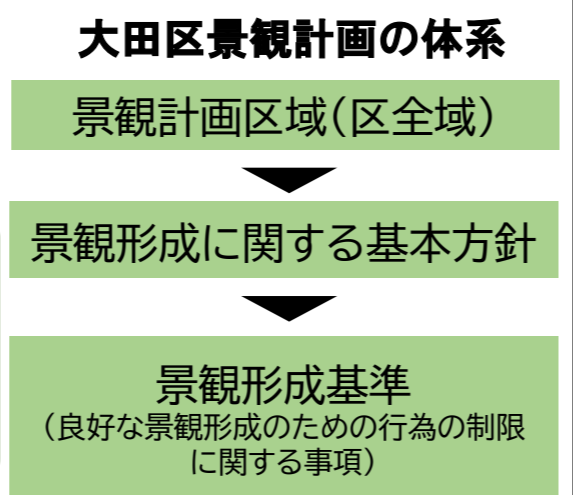 大田区景観計画の体系
景観計画区域（区全域）
景観形成に関する基本方針
景観形成基準
（良好な景観形成のための行為の制限
に関する事項）